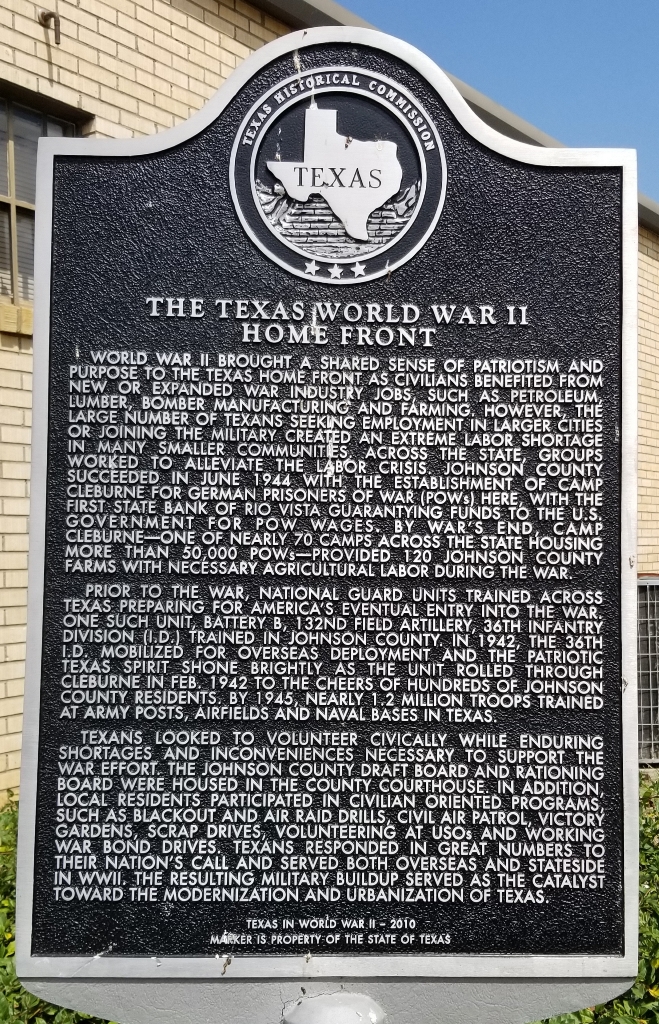 TEXAS HISTORICAL COMMISSION
TEXAS
THE TEXAS WORLD WAR II
HOME FRONT
WORLD WAR II BROUGHT A SHARED SENSE OF PATRIOTISM AND
PURPOSE TO THE TEXAS HOME FRONT AS CIVILIANS BENEFITED FROM
NEW OR EXPANDED WAR INDUSTRY JOBS, SUCH AS PETROLEUM,
LUMBER, BOMBER MANUFACTURING AND FARMING. HOWEVER, THE
LARGE NUMBER OF TEXANS SEEKING EMPLOYMENT IN LARGER CITIES
OR JOINING THE MILITARY CREATED AN EXTREME LABOR SHORTAGE
IN MANY SMALLER COMMUNITIES. ACROSS THE STATE, GROUPS
WORKED TO ALLEVIATE THE LABOR CRISIS. JOHNSON COUNTY
SUCCEEDED IN JUNE 1944 WITH THE ESTABLISHMENT OF CAMP
CLEBURNE FOR GERMAN PRISONERS OF WAR (POWs) HERE, WITH THE
FIRST STATE BANK OF RIO VISTA GUARANTYING FUNDS TO THE U.S.
GOVERNMENT FOR POW WAGES. BY WAR'S END, CAMP
CLEBURNE—ONE OF NEARLY 70 CAMPS ACROSS THE STATE HOUSING
MORE THAN 50,000 POWs—PROVIDED 120 JOHNSON COUNTY
FARMS WITH NECESSARY AGRICULTURAL LABOR DURING THE WAR.
PRIOR TO THE WAR, NATIONAL GUARD UNITS TRAINED ACROSS
TEXAS PREPARING FOR AMERICA'S EVENTUAL ENTRY INTO THE WAR.
ONE SUCH UNIT, BATTERY B, 132ND FIELD ARTILLERY, 36TH INFANTRY
DIVISION (I.D.) TRAINED IN JOHNSON COUNTY. IN 1942, THE 36TH
I.D. MOBILIZED FOR OVERSEAS DEPLOYMENT AND THE PATRIOTIC
TEXAS SPIRIT SHONE BRIGHTLY AS THE UNIT ROLLED THROUGH
CLEBURNE IN FEB. 1942 TO THE CHEERS OF HUNDREDS OF JOHNSON
COUNTY RESIDENTS. BY 1945, NEARLY 1.2 MILLION TROOPS TRAINED
AT ARMY POSTS, AIRFIELDS AND NAVAL BASES IN TEXAS.
TEXANS LOOKED TO VOLUNTEER CIVICALLY WHILE ENDURING
SHORTAGES AND INCONVENIENCES NECESSARY TO SUPPORT THE
WAR EFFORT. THE JOHNSON COUNTY DRAFT BOARD AND RATIONING
BOARD WERE HOUSED IN THE COUNTY COURTHOUSE. IN ADDITION,
LOCAL RESIDENTS PARTICIPATED IN CIVILIAN ORIENTED PROGRAMS,
SUCH AS BLACKOUT AND AIR RAID DRILLS, CIVIL AIR PATROL, VICTORY
GARDENS, SCRAP DRIVES, VOLUNTEERING AT USOs AND WORKING
WAR BOND DRIVES. TEXANS RESPONDED IN GREAT NUMBERS TO
THEIR NATION'S CALL AND SERVED BOTH OVERSEAS AND STATESIDE
IN WWII. THE RESULTING MILITARY BUILDUP SERVED AS THE CATALYST
TOWARD THE MODERNIZATION AND URBANIZATION OF TEXAS.
TEXAS IN WORLD WAR II – 2010
MARKER IS PROPERTY OF THE STATE OF TEXAS